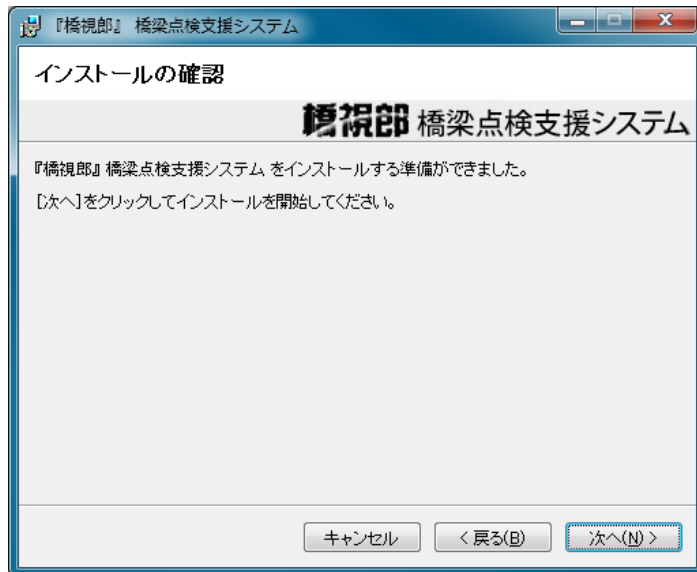 『橋視郎』 橋梁点検支援システム
インストールの確認
橋視郎 橋梁点検支援システム
『橋視郎』 橋梁点検支援システム をインストールする準備ができました。
[次へ]をクリックしてインストールを開始してください。
キャンセル
< 戻る(B)
次へ(N) >